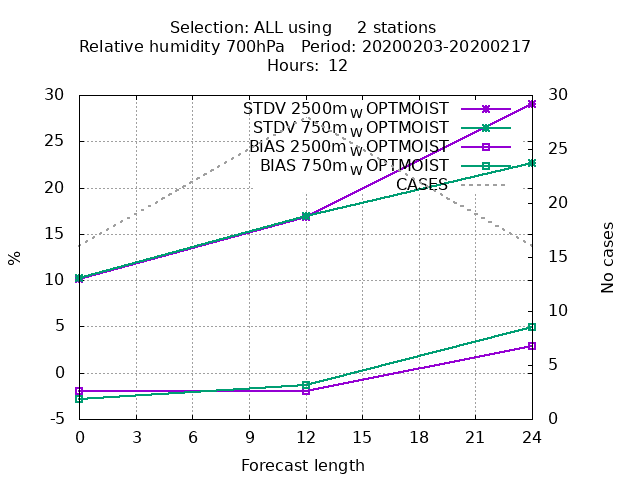 Selection: ALL using 2 stations
Relative humidity 700hPa Period: 20200203-20200217
Hours: 12
STDV 2500m_W OPTMOIST
STDV 750m_W OPTMOIST
BIAS 2500m_W OPTMOIST
BIAS 750m_W OPTMOIST
CASES
30
25
20
15
10
5
0
-5
%
30
25
20
15
10
5
0
No cases
0 3 6 9 12 15 18 21 24
Forecast length